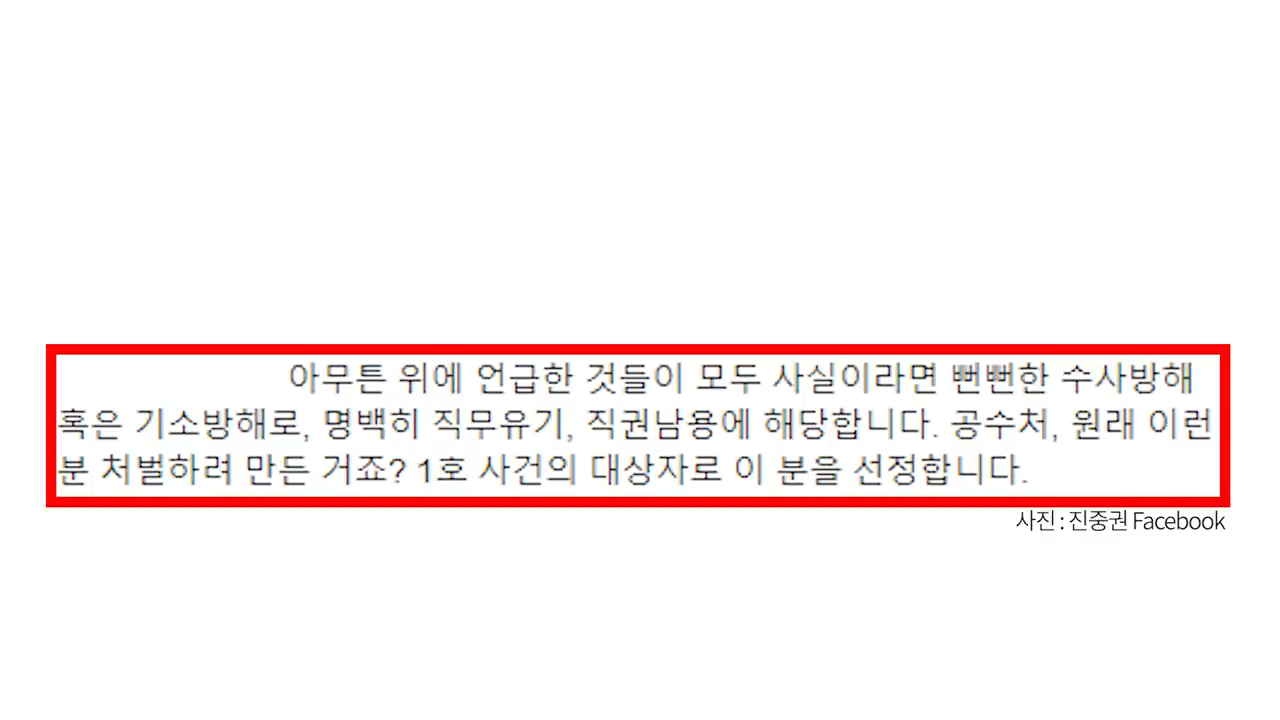 아무튼 위에 언급한 것들이 모두 사실이라면 뻔뻔한 수사방해
혹은 기소방해로, 명백히 직무유기, 직권남용에 해당합니다. 공수처, 원래 이런
분 처벌하려 만든 거죠? 1호 사건의 대상자로 이 분을 선정합니다.
사진 : 진중권 Facebook